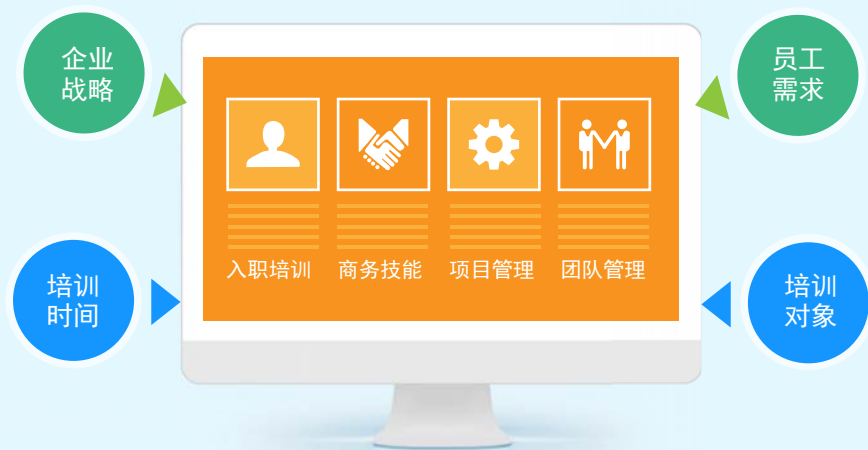 企业
战略
员工
需求
入职培训 商务技能 项目管理 团队管理
培训
时间
培训
对象